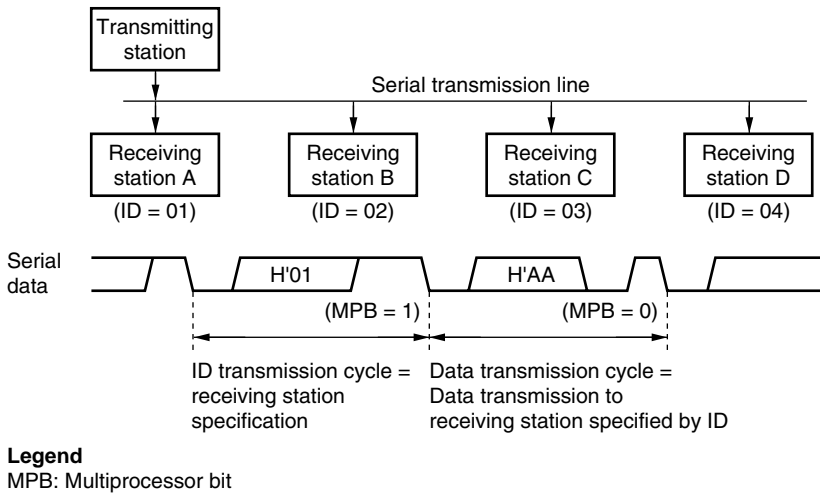 Transmitting
station
Serial transmission line
Receiving
station A
Receiving
station B
Receiving
station C
Receiving
station D
(ID = 01)
(ID = 02)
(ID = 03)
(ID = 04)
Serial
data
H'01
H'AA
(MPB = 1)
(MPB = 0)
ID transmission cycle =
receiving station
specification
Data transmission cycle =
Data transmission to
receiving station specified by ID
Legend
MPB: Multiprocessor bit